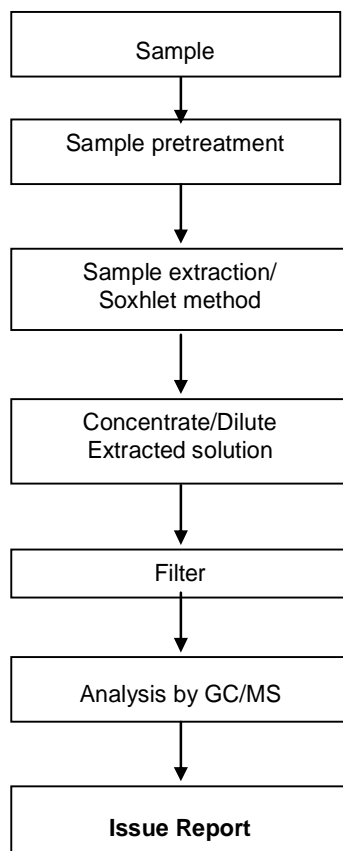 Sample
Sample pretreatment
Sample extraction/
Soxhlet method
Concentrate/Dilute
Extracted solution
Filter
Analysis by GC/MS
Issue Report